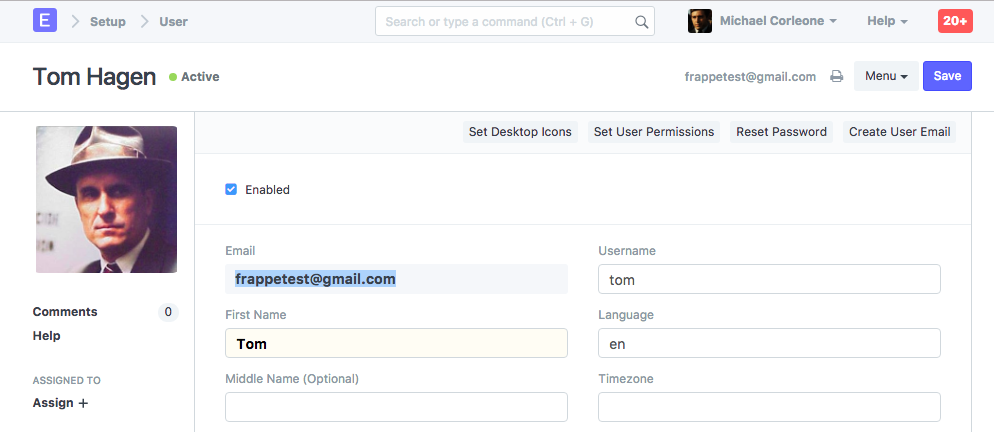 E Setup User Search or type a command (Ctrl + G) Michael Corleone Help 20+
Tom Hagen Active frappetest@gmail.com Menu Save
Set Desktop Icons Set User Permissions Reset Password Create User Email
Enabled
Email Username
frappetest@gmail.com tom
First Name Language
Tom en
Middle Name (Optional) Timezone
Comments 0
Help
ASSIGNED TO
Assign +